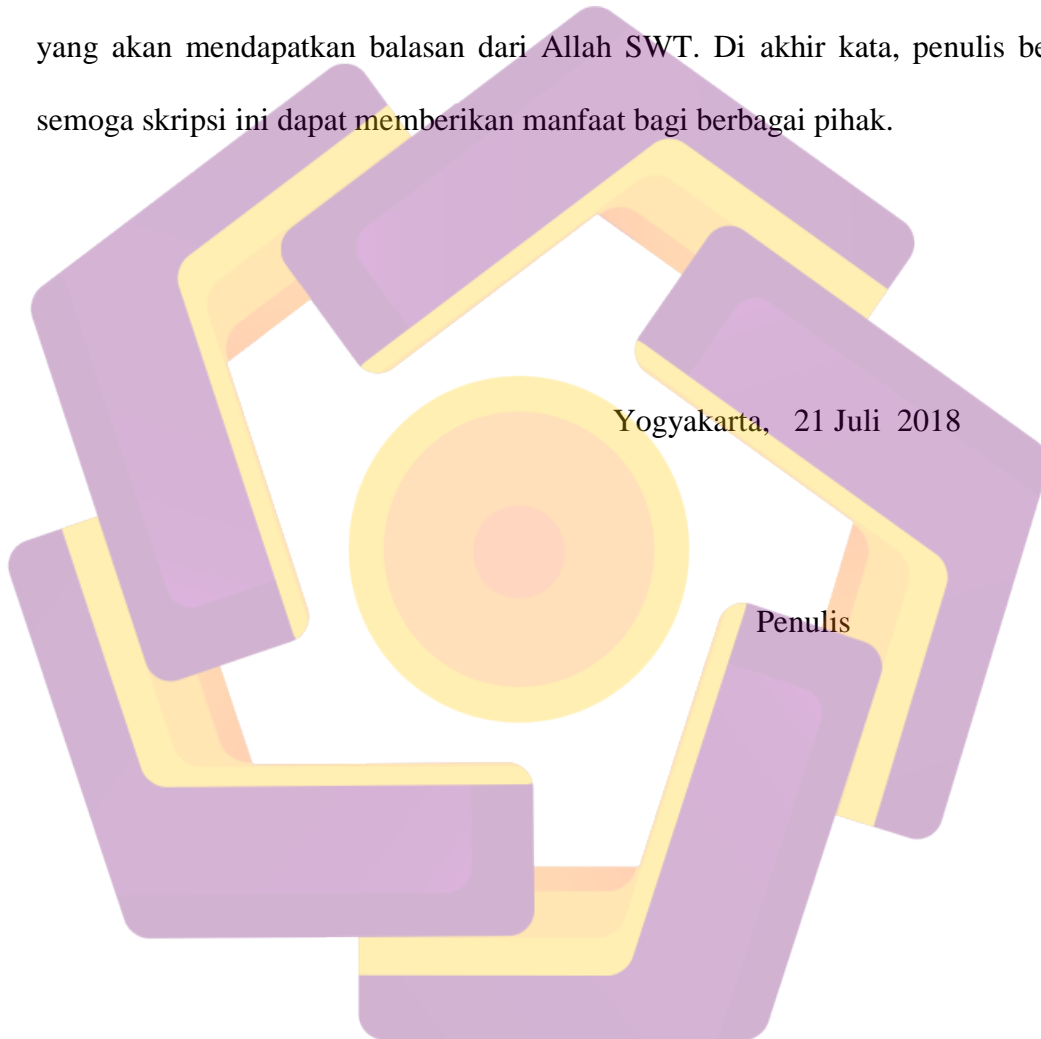 yang akan mendapatkan balasan dari Allah SWT. Di akhir kata, penulis
semoga skripsi ini dapat memberikan manfaat bagi berbagai pihak.
Yogyakarta, 21 Juli 2018
Penulis